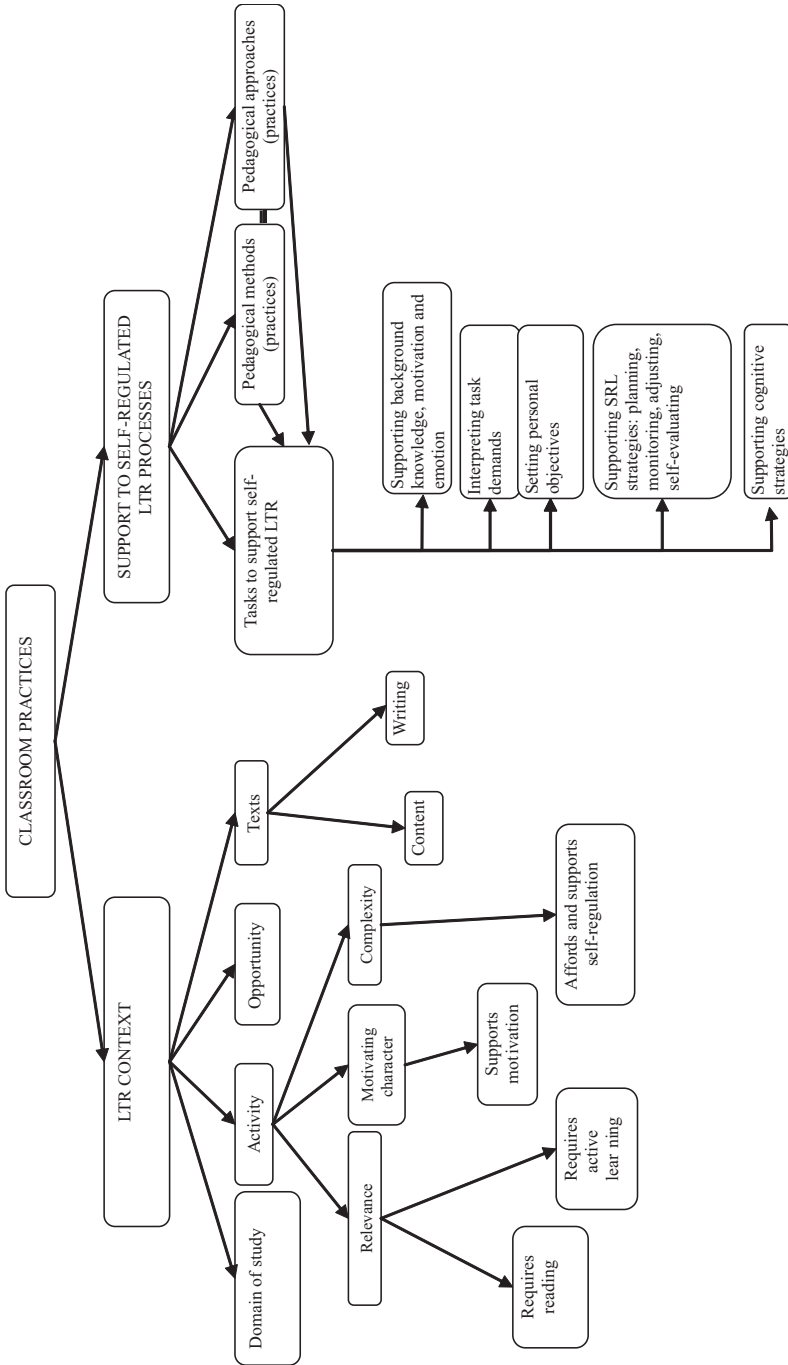 CLASSROOM PRACTICES
LTR CONTEXT
SUPPORT TO SELF-REGULATED
LTR PROCESSES
Domain of study
Activity
Opportunity
Texts
Tasks to support self-
regulated LTR
Pedagogical methods
(practices)
Pedagogical approaches
(practices)
Relevance
Motivating
character
Complexity
Content
Writing
Requires
reading
Requires
active
lear ning
Supports
motivation
Affords and supports
self-regulation
Supporting background
knowledge, motivation and
emotion
Interpreting task
demands
Setting personal
objectives
Supporting SRL
strategies: planning,
monitoring, adjusting,
self-evaluating
Supporting cognitive
strategies